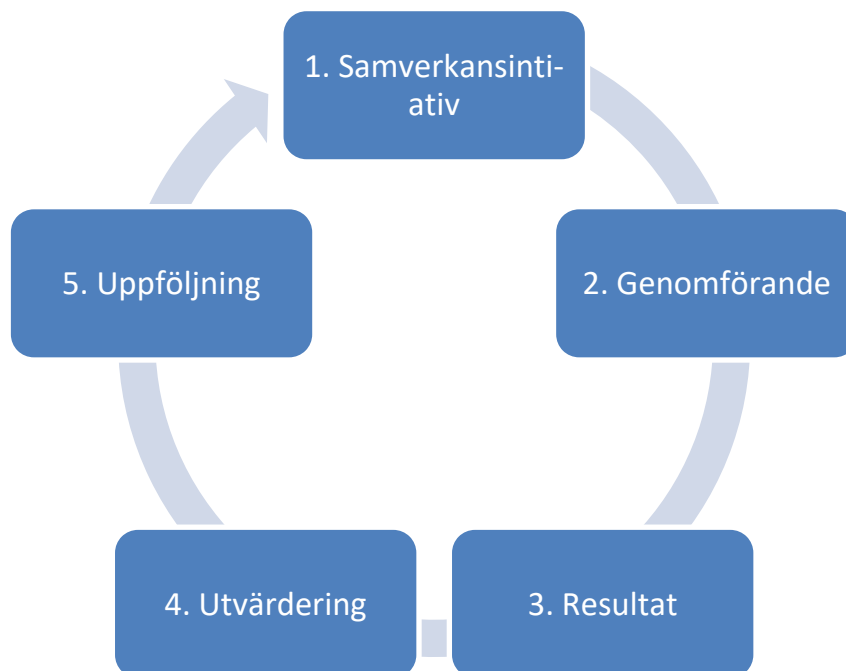 1. Samverkansinti-
ativ
2. Genomförande
3. Resultat
4. Utvärdering
5. Uppföljning